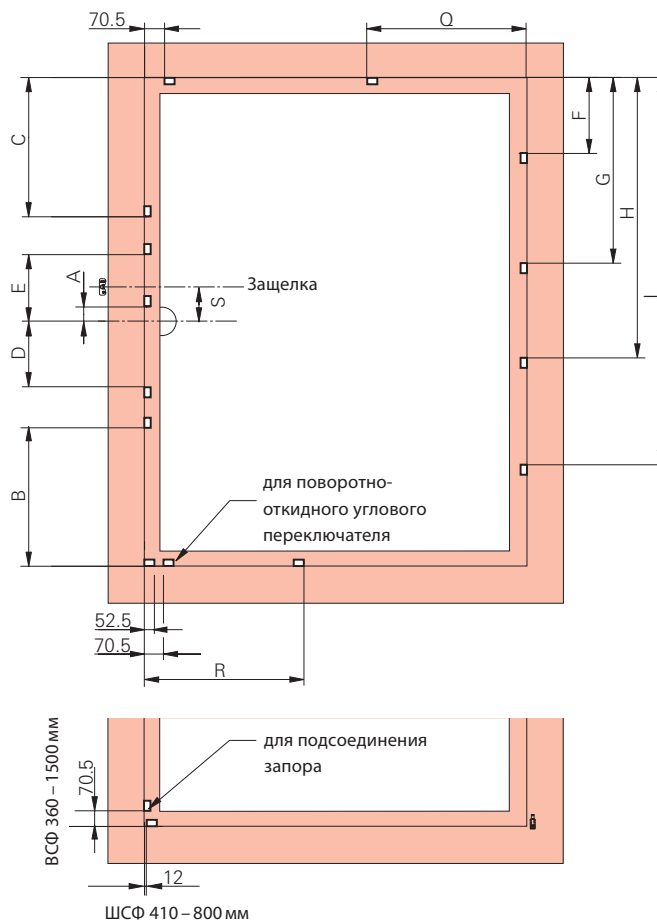 70.5
Q
C
F
G
H
I
A
E
S
Защелка
D
B
для поворотно-
откидного углового
переключателя
52.5
70.5
R
ВСФ 360 – 1500 мм
70.5
для подсоединения
запора
12
ШСФ 410 – 800 мм